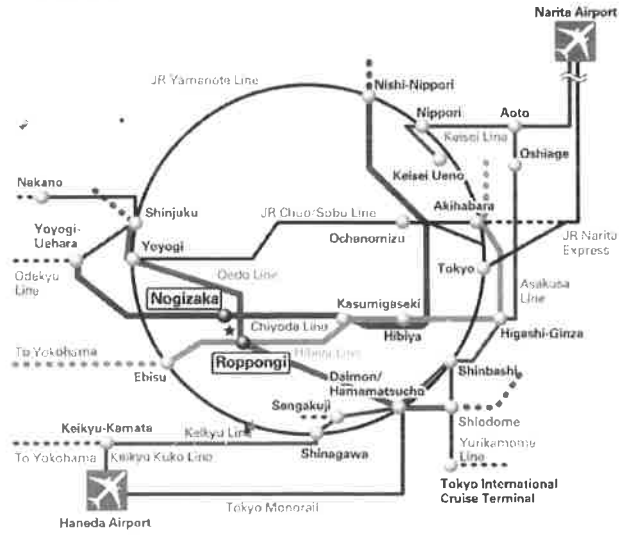 Narita Airport
JR Yamanote Line
Nishi-Nippori
Nippori
Aoto
Keisei Line
Oshiage
Keisei Ueno
Nakano
Shinjuku
JR Chuo/Sobu Line
Akihabara
Ochanomizu
Yoyogi-
Uehara
Yoyogi
JR Narita
Express
Tokyo
Odakyu
Line
Oedo Line
Nogizaka
Kasumigaseki
Asakusa
Line
Chiyoda Line
Hibiya
Higashi-Ginza
To Yokohama
Hibiya Line
Roppongi
Ebisu
Daimon/
Hamamatsucho
Shinbashi
Sengakuji
Shiodome
Keikyu-Kamata
Keikyu Line
Yurikamome
Line
To Yokohama
Keikyu Kuko Line
Shinagawa
Tokyo International
Cruise Terminal
Haneda Airport
Tokyo Monorail